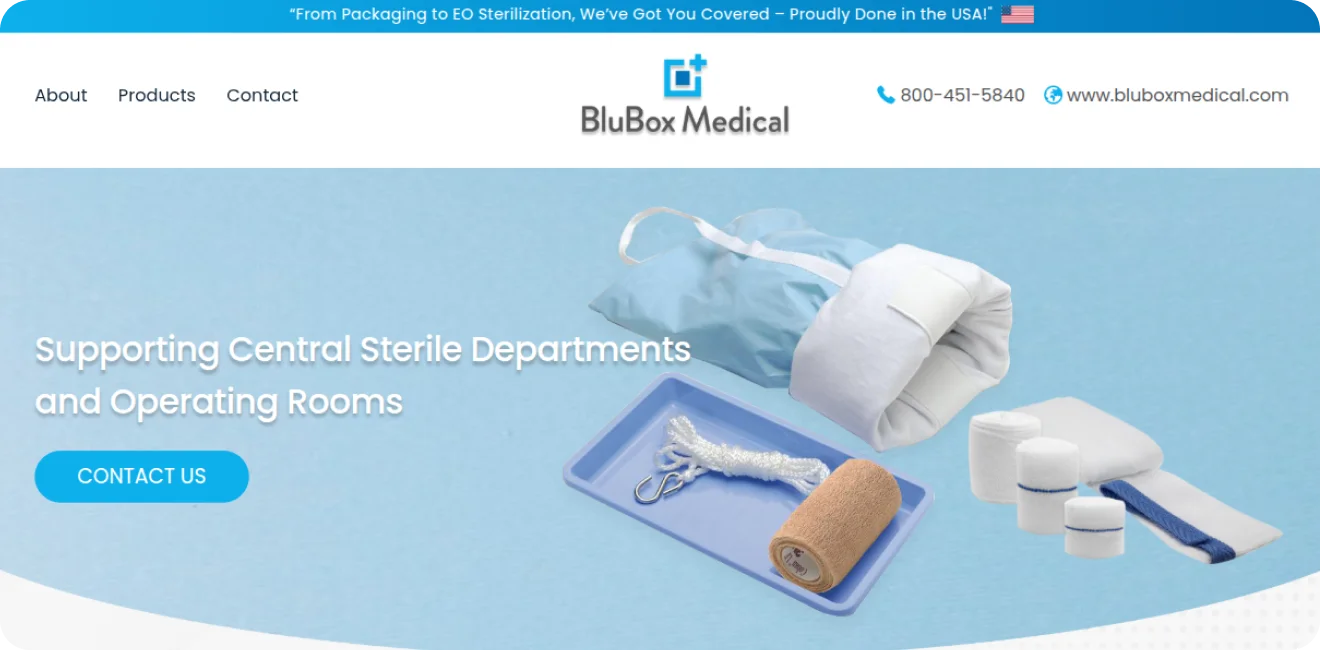 “From Packaging to EO Sterilization, We’ve Got You Covered – Proudly Done in the USA!"
About Products Contact
BluBox Medical
800-451-5840 www.bluboxmedical.com
Supporting Central Sterile Departments
and Operating Rooms
CONTACT US